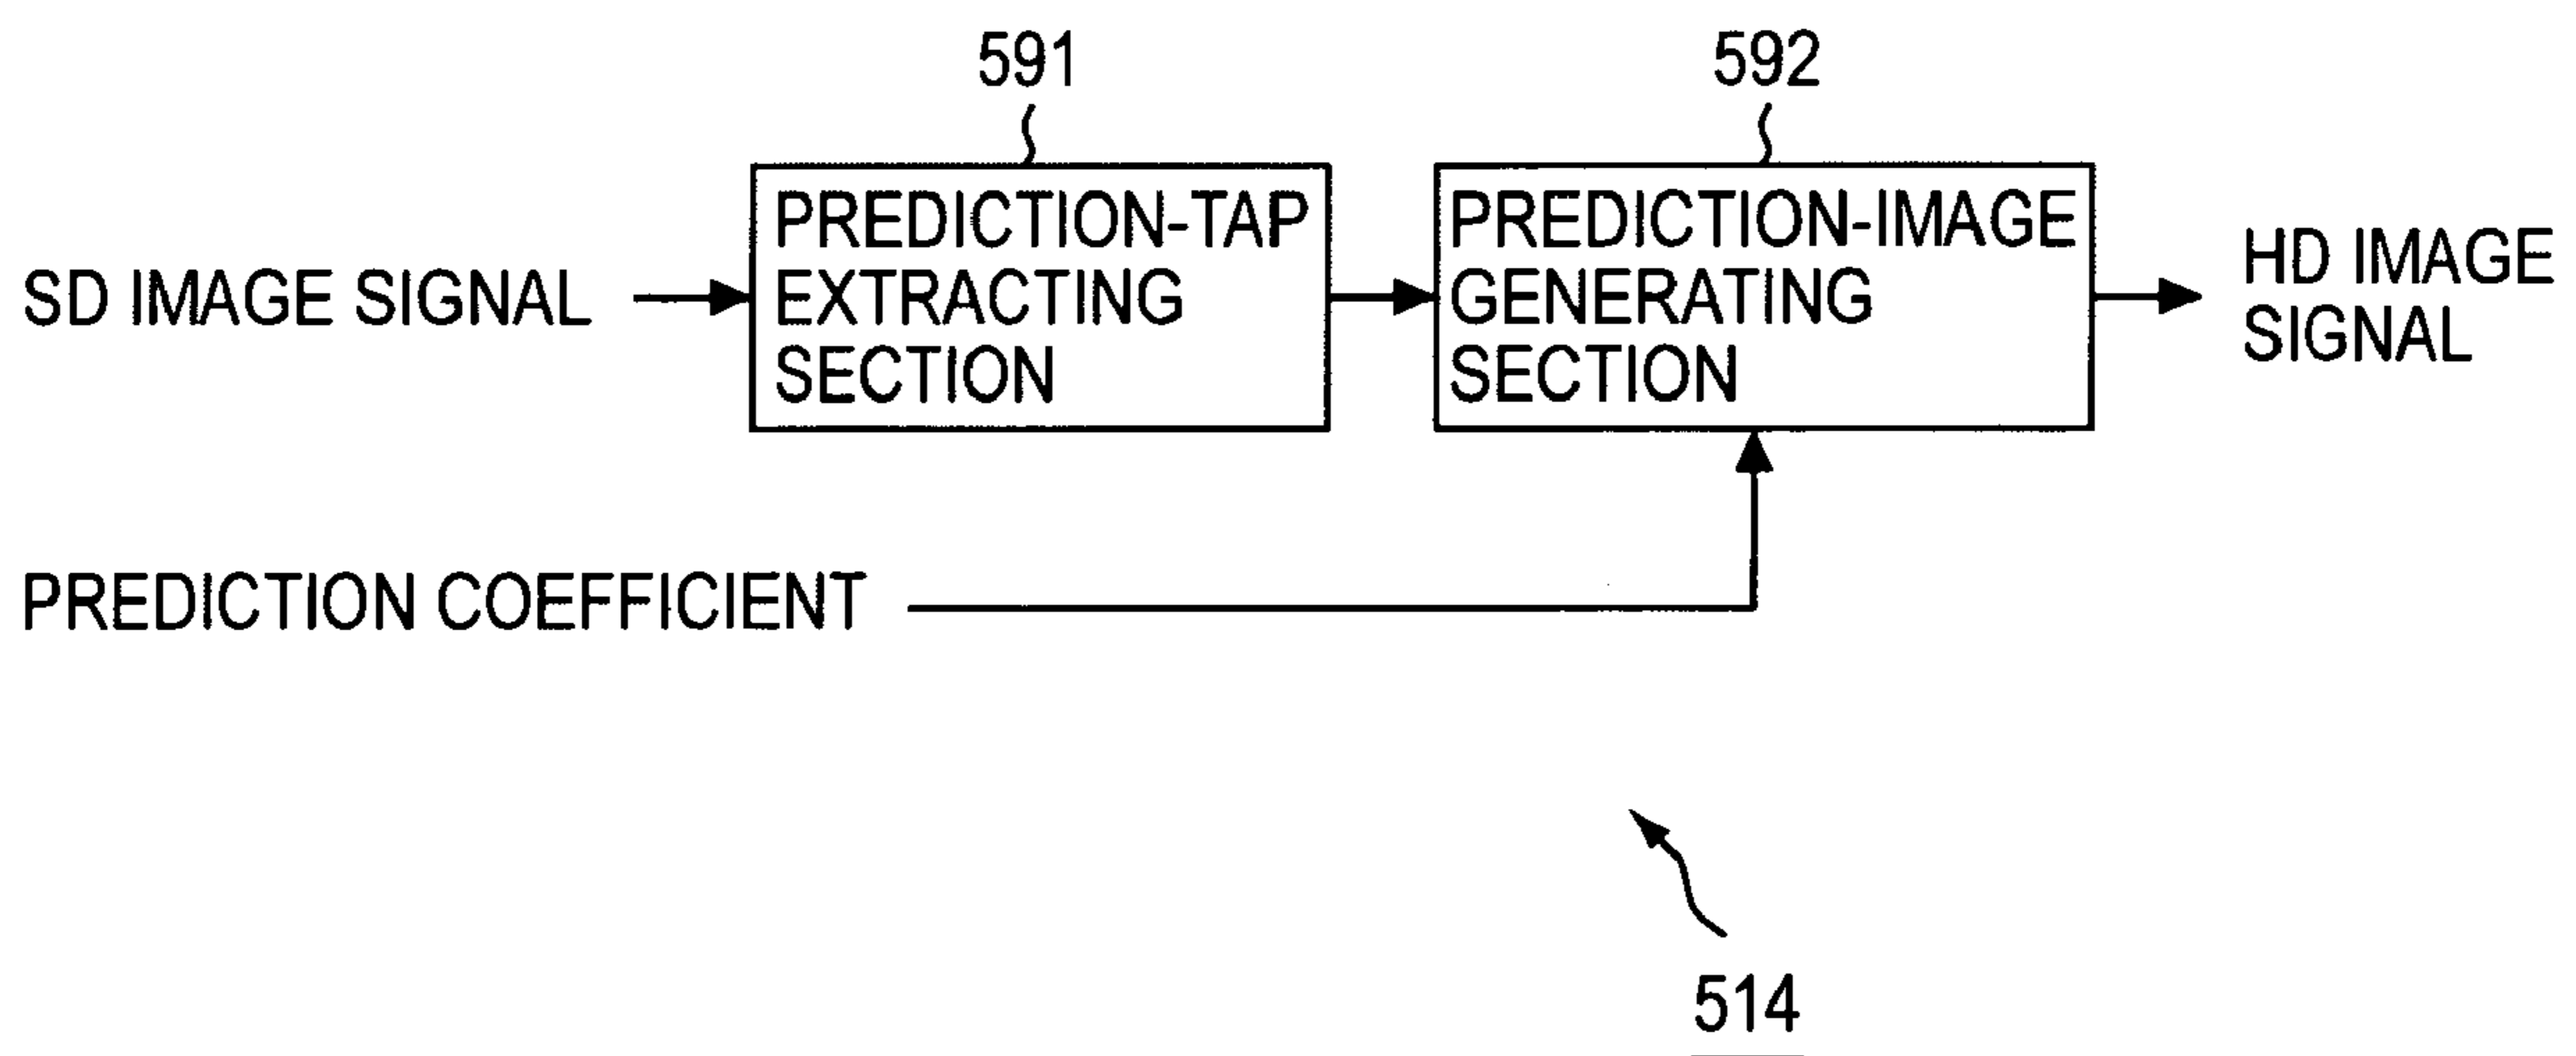 591
592
SD IMAGE SIGNAL
PREDICTION-TAP
EXTRACTING
SECTION
PREDICTION-IMAGE
GENERATING
SECTION
HD IMAGE
SIGNAL
PREDICTION COEFFICIENT
514